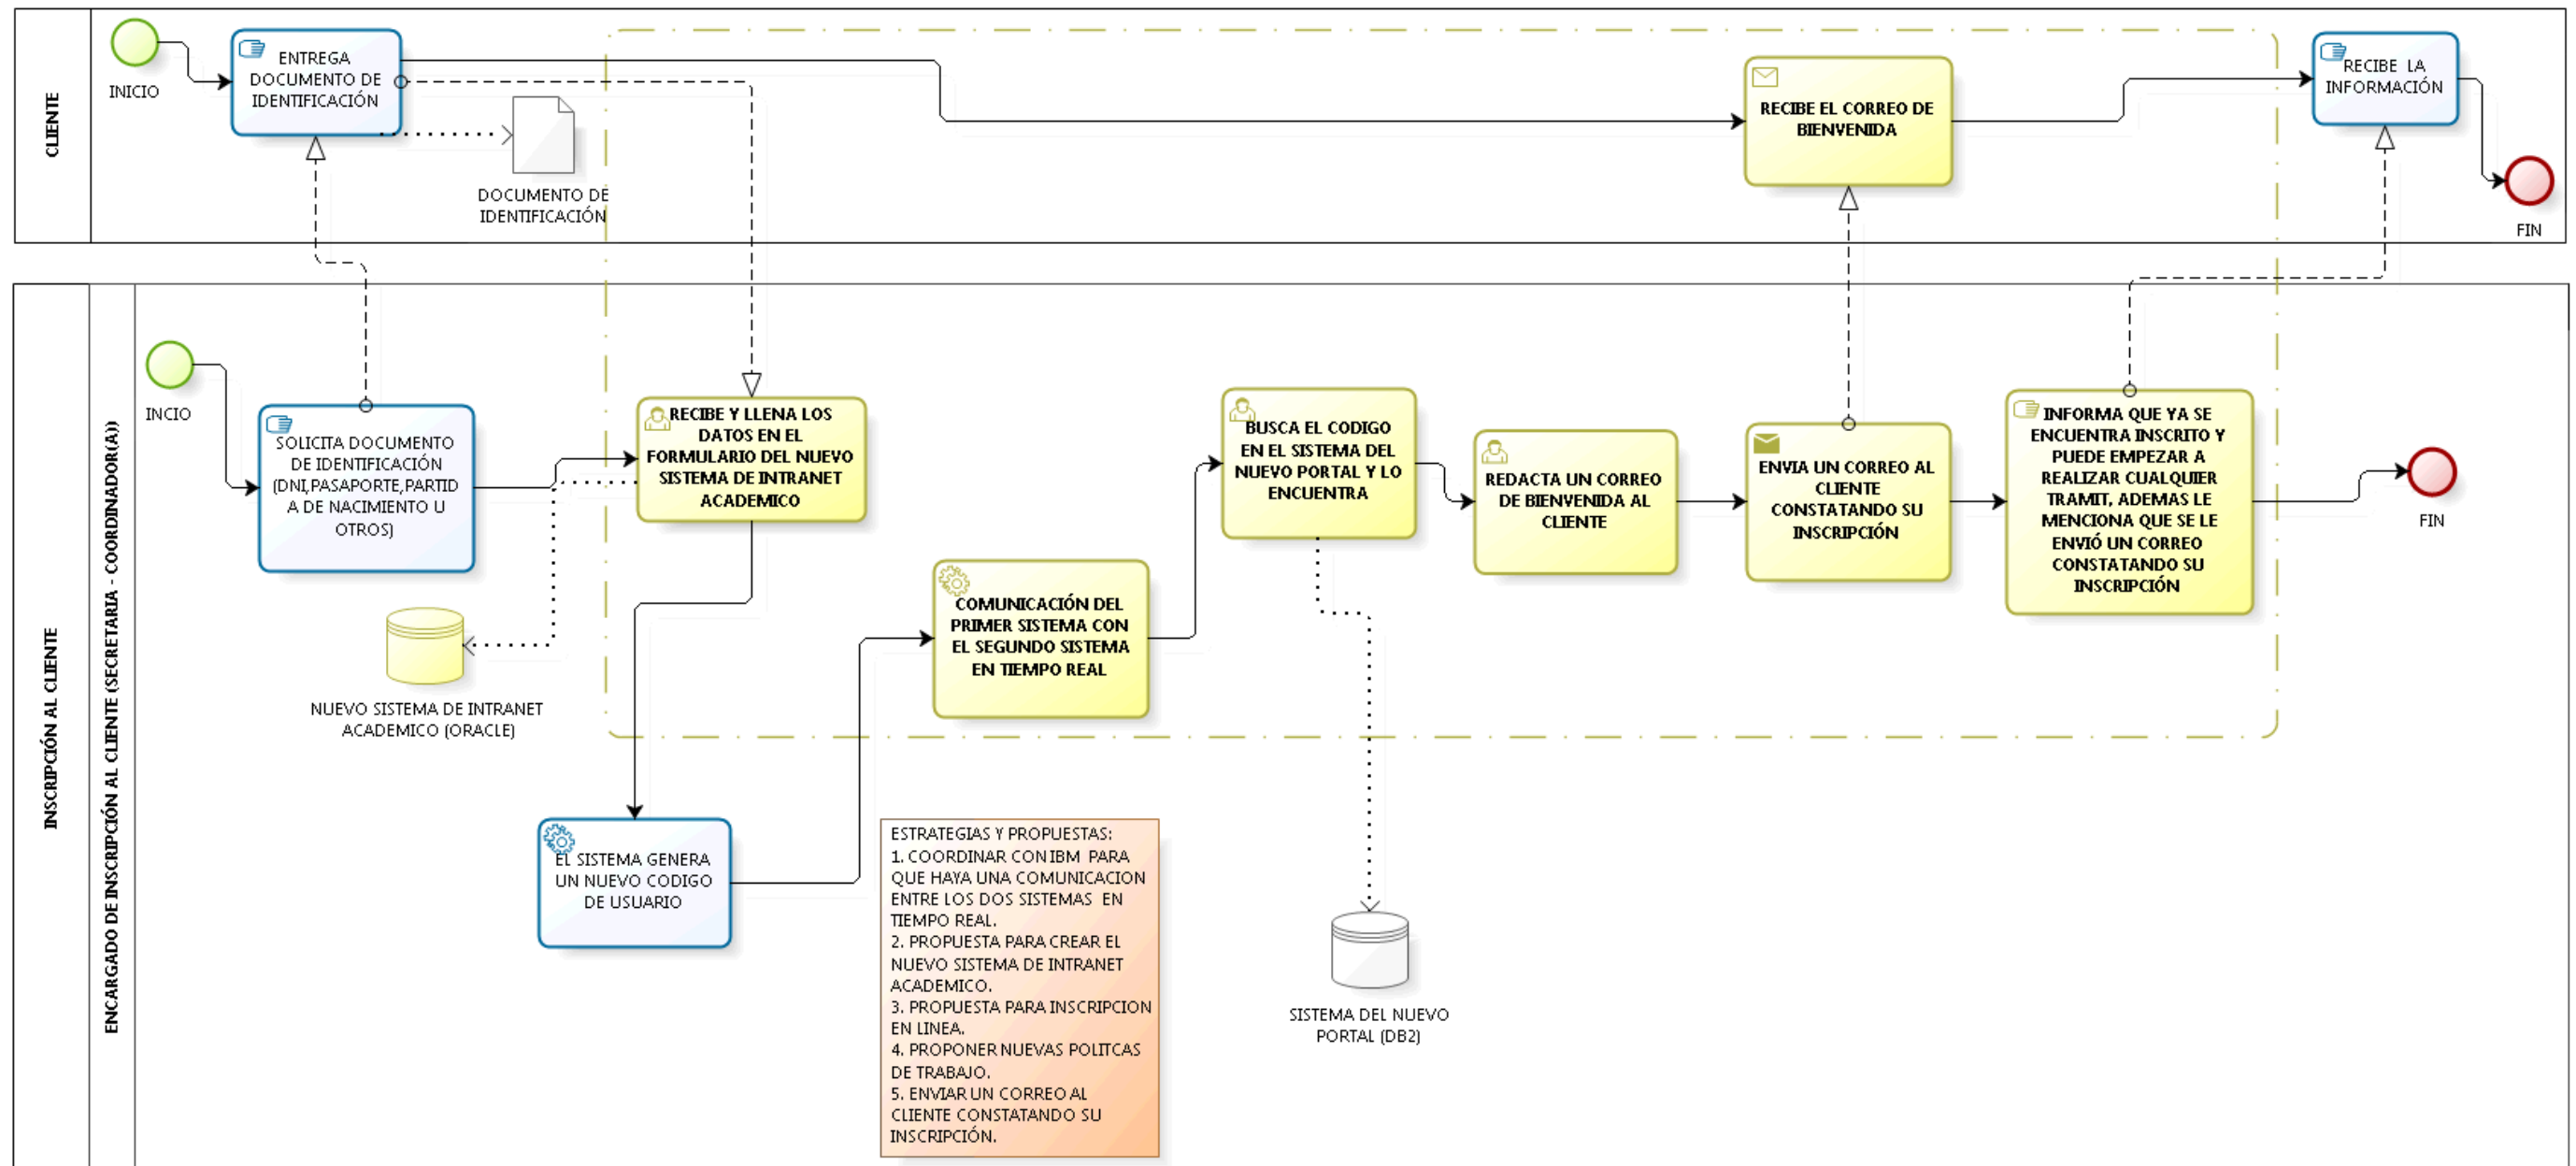 CLIENTE
INICIO
ENTREGA
DOCUMENTO DE
IDENTIFICACIÓN
DOCUMENTO DE
IDENTIFICACIÓN
RECIBE EL CORREO DE
BIENVENIDA
RECIBE LA
INFORMACIÓN
FIN
INSCRIPCIÓN AL CLIENTE
ENCARGADO DE INSCRIPCIÓN AL CLIENTE (SECRETARIA - COORDINADOR(A))
INCIO
SOLICITA DOCUMENTO
DE IDENTIFICACIÓN
(DNI,PASAPORTE,PARTID
A DE NACIMIENTO U
OTROS)
RECIBE Y LLENA LOS
DATOS EN EL
FORMULARIO DEL NUEVO
SISTEMA DE INTRANET
ACADEMICO
NUEVO SISTEMA DE INTRANET
ACADEMICO (ORACLE)
EL SISTEMA GENERA
UN NUEVO CODIGO
DE USUARIO
COMUNICACIÓN DEL
PRIMER SISTEMA CON
EL SEGUNDO SISTEMA
EN TIEMPO REAL
BUSCA EL CODIGO
EN EL SISTEMA DEL
NUEVO PORTAL Y LO
ENCUENTRA
REDACTA UN CORREO
DE BIENVENIDA AL
CLIENTE
ENVIA UN CORREO AL
CLIENTE
CONSTATANDO SU
INSCRIPCIÓN
INFORMA QUE YA SE
ENCUENTRA INSCRITO Y
PUEDE EMPEZAR A
REALIZAR CUALQUIER
TRAMIT, ADEMAS LE
MENCIONA QUE SE LE
ENVIÓ UN CORREO
CONSTATANDO SU
INSCRIPCIÓN
FIN
ESTRATEGIAS Y PROPUESTAS:
1. COORDINAR CON IBM PARA
QUE HAYA UNA COMUNICACION
ENTRE LOS DOS SISTEMAS EN
TIEMPO REAL.
2. PROPUESTA PARA CREAR EL
NUEVO SISTEMA DE INTRANET
ACADEMICO.
3. PROPUESTA PARA INSCRIPCION
EN LINEA.
4. PROPONER NUEVAS POLITCAS
DE TRABAJO.
5. ENVIAR UN CORREO AL
CLIENTE CONSTATANDO SU
INSCRIPCIÓN.
SISTEMA DEL NUEVO
PORTAL (DB2)